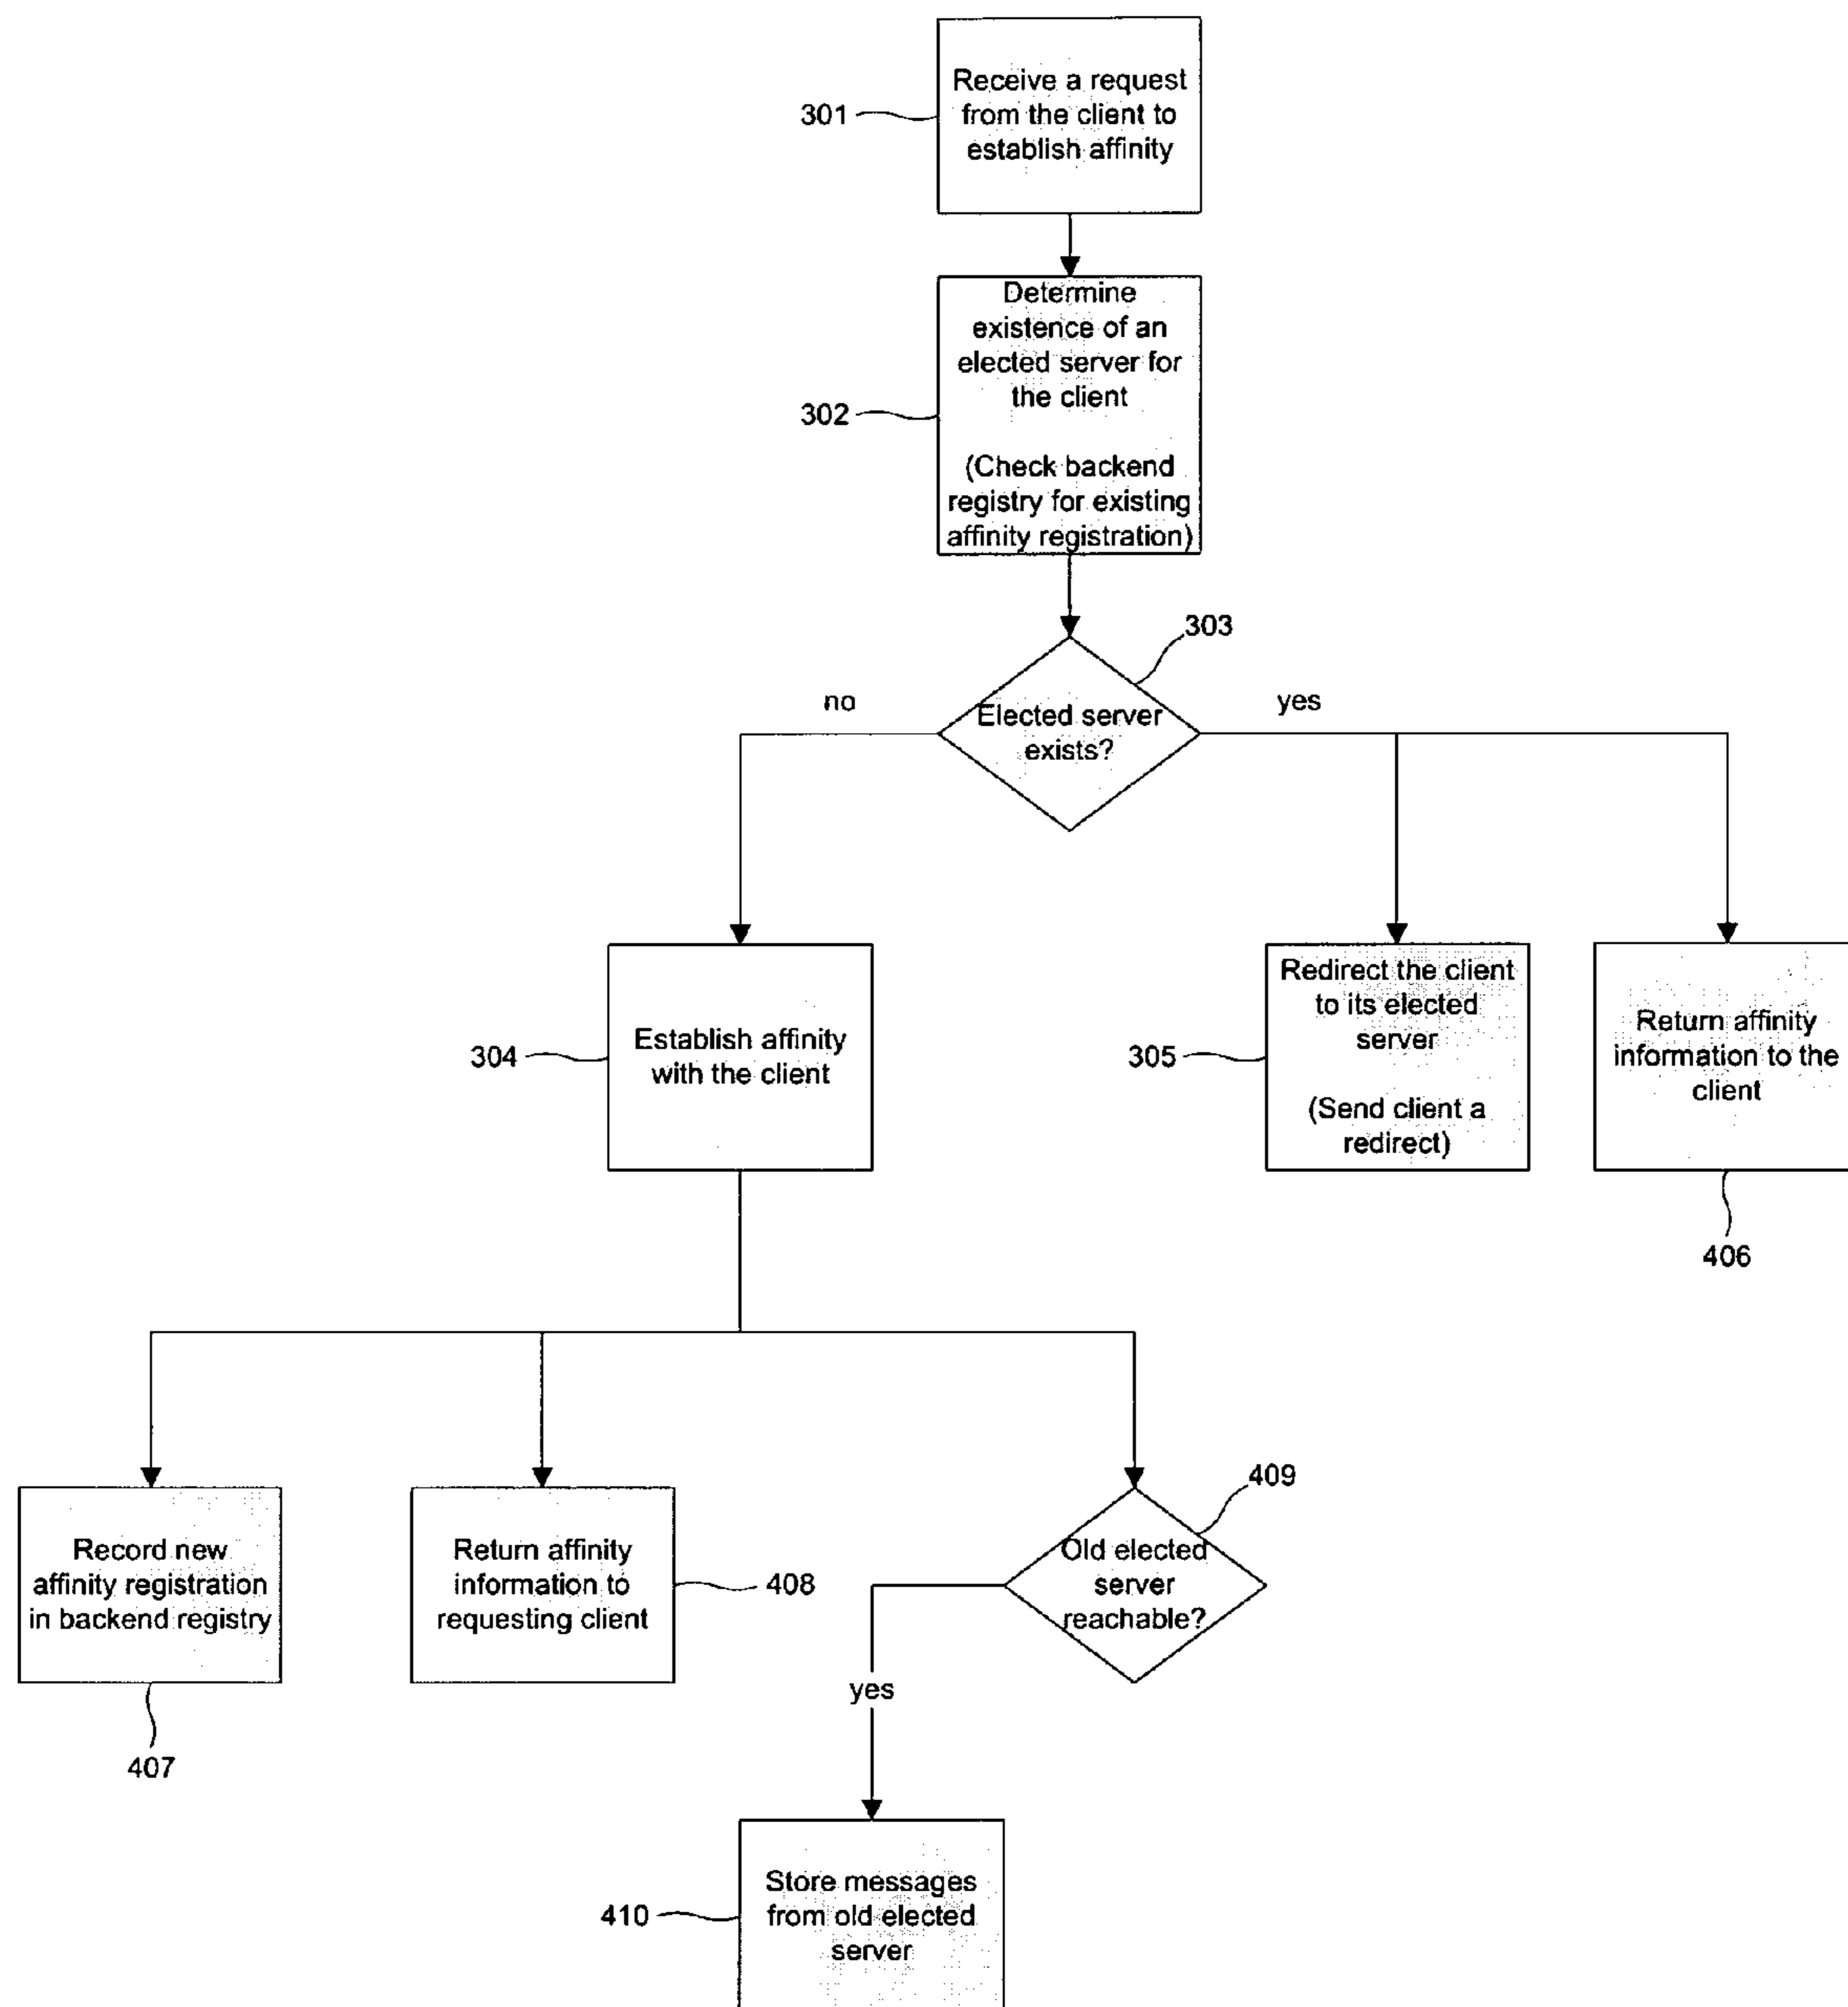 Receive a request
from the client to
establish affinity
301
Determine
existence of an
elected server for
the client
(Check backend
registry for existing
affinity registration)
302
303
no
Elected server
exists?
yes
304
Establish affinity
with the client
305
Redirect the client
to its elected
server
(Send client a
redirect)
Return affinity
information to the
client
406
Record new
affinity registration
in backend registry
407
Return affinity
information to
requesting client
408
409
Old elected
server
reachable?
yes
410
Store messages
from old elected
server